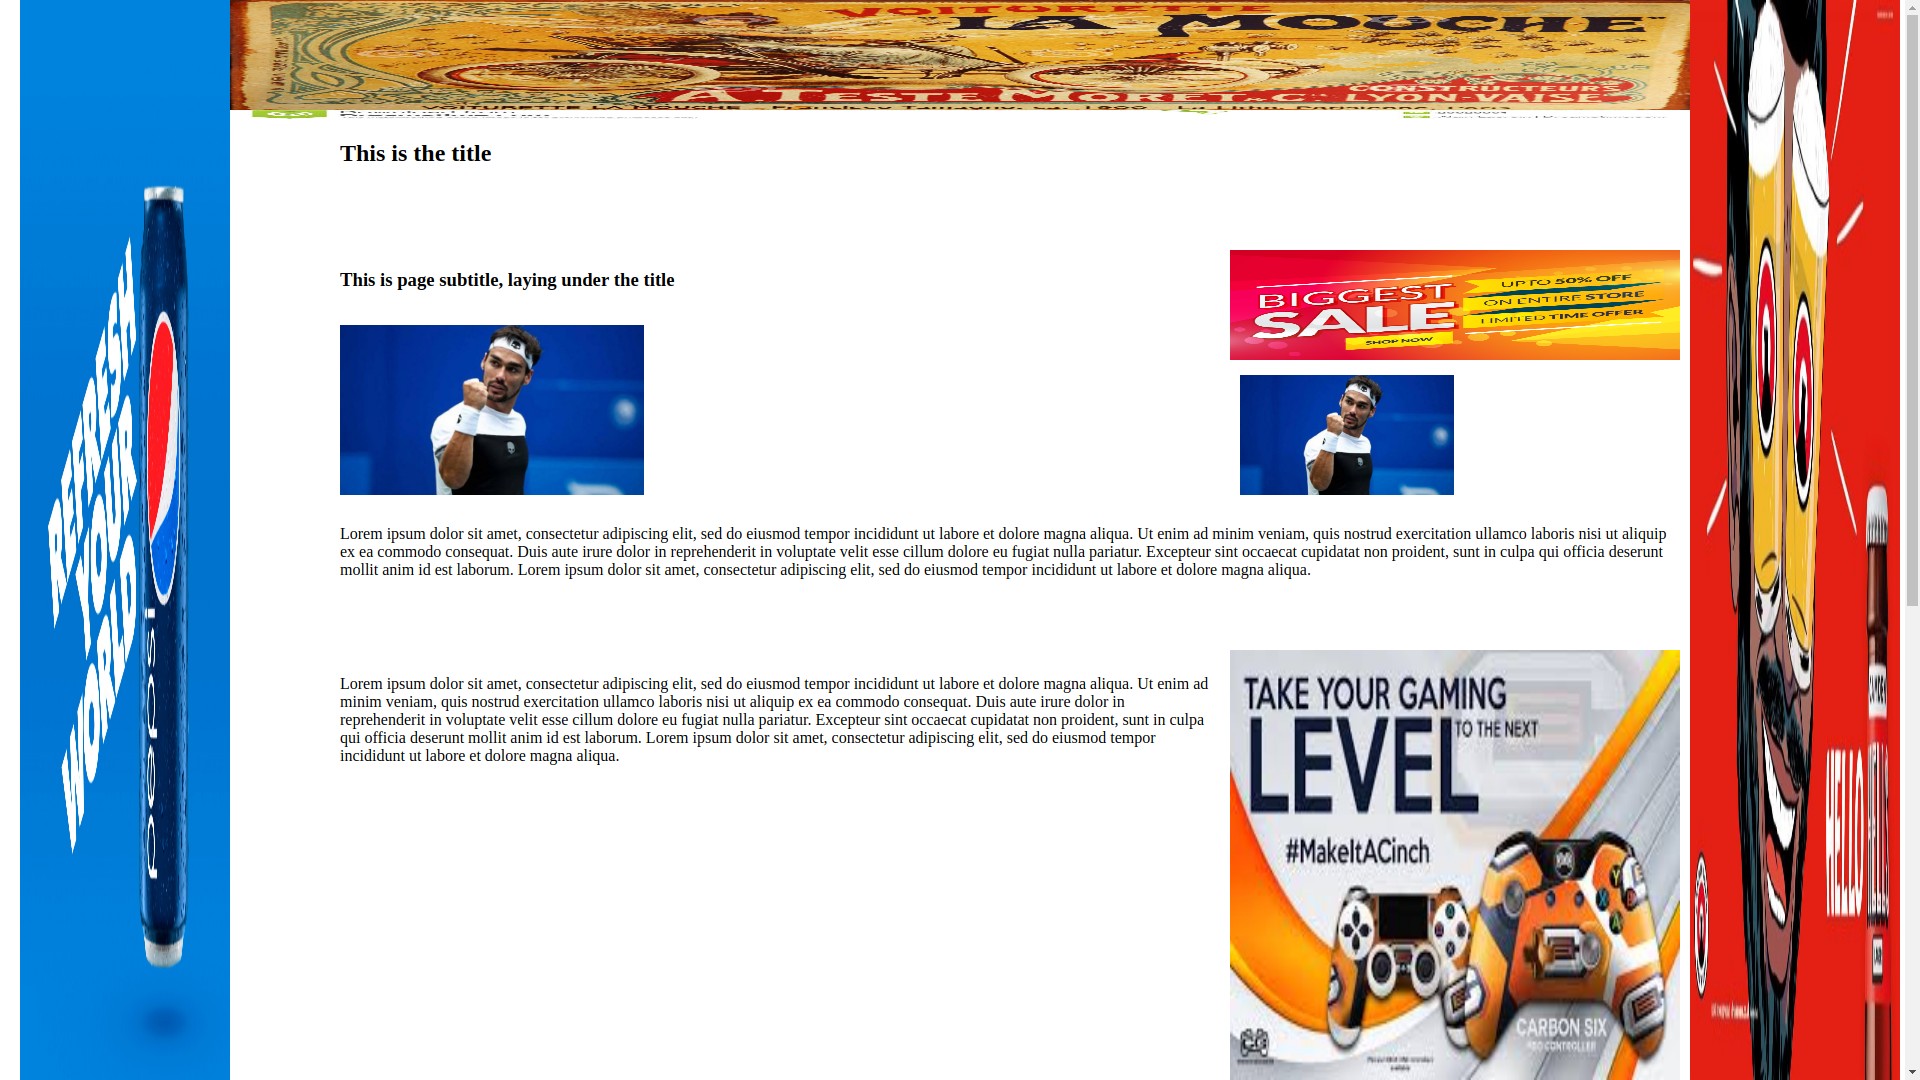 VOITURETTE
LA MOUCHE
A. TESTE MORET & C. LYON-VAISE
CONSTRUCTEURS
This is the title
This is page subtitle, laying under the title
BIGGEST
SALE
SHOP NOW
UP TO 50% OFF
ON ENTIRE STORE
LIMITED TIME OFFER
REFRESH
YOUR
WORLD
pepsi
Lorem ipsum dolor sit amet, consectetur adipiscing elit, sed do eiusmod tempor incididunt ut labore et dolore magna aliqua. Ut enim ad minim veniam, quis nostrud exercitation ullamco laboris nisi ut aliquip
ex ea commodo consequat. Duis aute irure dolor in reprehenderit in voluptate velit esse cillum dolore eu fugiat nulla pariatur. Excepteur sint occaecat cupidatat non proident, sunt in culpa qui officia deserunt
mollit anim id est laborum. Lorem ipsum dolor sit amet, consectetur adipiscing elit, sed do eiusmod tempor incididunt ut labore et dolore magna aliqua.
Lorem ipsum dolor sit amet, consectetur adipiscing elit, sed do eiusmod tempor incididunt ut labore et dolore magna aliqua. Ut enim ad
minim veniam, quis nostrud exercitation ullamco laboris nisi ut aliquip ex ea commodo consequat. Duis aute irure dolor in
reprehenderit in voluptate velit esse cillum dolore eu fugiat nulla pariatur. Excepteur sint occaecat cupidatat non proident, sunt in culpa
qui officia deserunt mollit anim id est laborum. Lorem ipsum dolor sit amet, consectetur adipiscing elit, sed do eiusmod tempor
incididunt ut labore et dolore magna aliqua.
TAKE YOUR GAMING
LEVEL TO THE NEXT
#MakeItACinch
CARBON SIX
PRO CONTROLLER
HELLO HELLS
CAMDEN